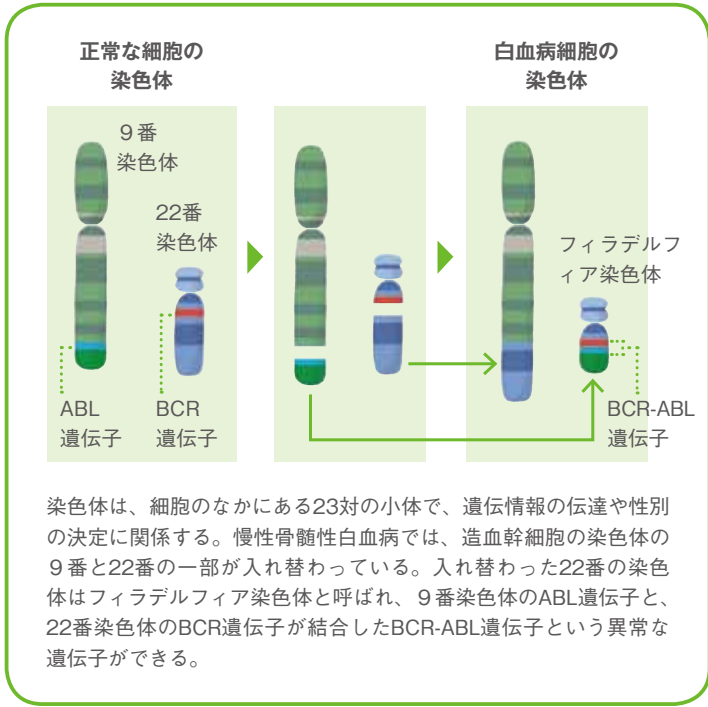 正常な細胞の
染色体
白血病細胞の
染色体
９番
染色体
22番
染色体
フィラデルフ
ィア染色体
ABL
遺伝子
BCR
遺伝子
BCR-ABL
遺伝子
染色体は、細胞のなかにある23対の小体で、遺伝情報の伝達や性別
の決定に関係する。慢性骨髄性白血病では、造血幹細胞の染色体の
９番と22番の一部が入れ替わっている。入れ替わった22番の染色
体はフィラデルフィア染色体と呼ばれ、９番染色体のABL遺伝子と、
22番染色体のBCR遺伝子が結合したBCR-ABL遺伝子という異常な
遺伝子ができる。